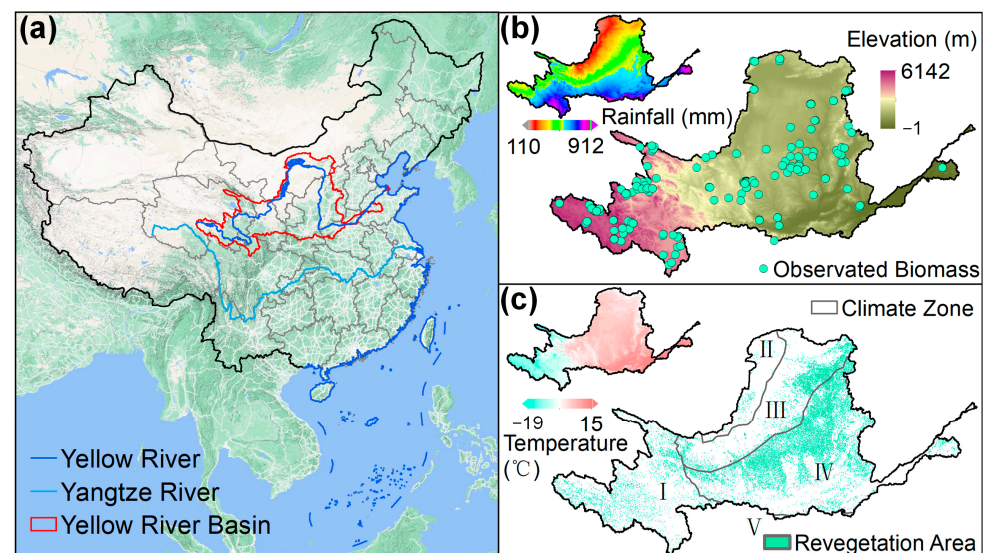 (a)
Yellow River
Yangtze River
Yellow River Basin
(b)
Elevation (m)
6142
−1
Rainfall (mm)
110 912
Observated Biomass
(c)
Climate Zone
II
III
−19 15
Temperature
(℃)
I
IV
V
Revegetation Area